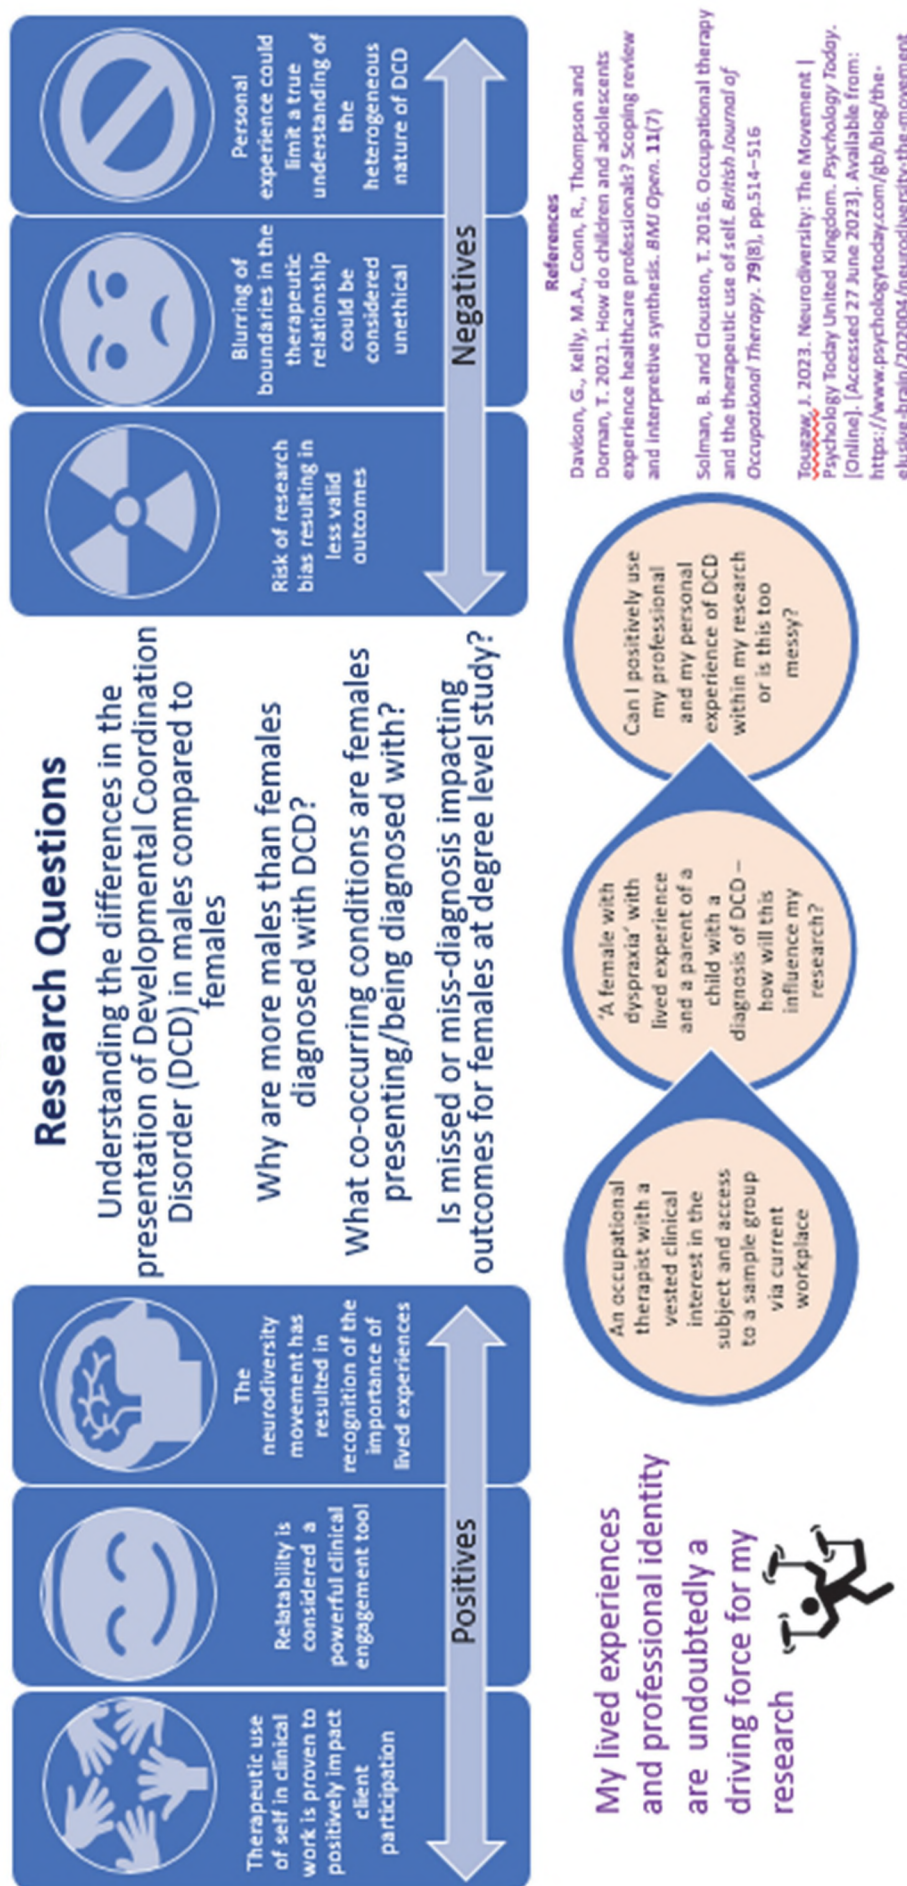 Therapeutic use
of self in clinical
work is proven to
positively impact
client
participation
Relatability is
considered a
powerful clinical
engagement tool
The
neurodiversity
movement has
resulted in
recognition of the
importance of
lived experiences
Positives
Research Questions
Understanding the differences in the
presentation of Developmental Coordination
Disorder (DCD) in males compared to
females
Why are more males than females
diagnosed with DCD?
What co-occurring conditions are females
presenting/being diagnosed with?
Is missed or miss-diagnosis impacting
outcomes for females at degree level study?
Risk of research
bias resulting in
less valid
outcomes
Blurring of
boundaries in the
therapeutic
relationship
could be
considered
unethical
Personal
experience could
limit a true
understanding of
the
heterogeneous
nature of DCD
Negatives
My lived experiences
and professional identity
are undoubtedly a
driving force for my
research
An occupational
therapist with a
vested clinical
interest in the
subject and access
to a sample group
via current
workplace
'A female with
dyspraxia' with
lived experience
and a parent of a
child with a
diagnosis of DCD –
how will this
influence my
research?
Can I positively use
my professional
and my personal
experience of DCD
within my research
or is this too
messy?
References
Davison, G., Kelly, M.A., Conn, R., Thompson and
Dornan, T. 2021. How do children and adolescents
experience healthcare professionals? Scoping review
and interpretive synthesis. BMJ Open. 11(7)
Solman, B. and Clouston, T. 2016. Occupational therapy
and the therapeutic use of self. British Journal of
Occupational Therapy. 79(8), pp.514–516
Tougaw, J. 2023. Neurodiversity: The Movement |
Psychology Today United Kingdom. Psychology Today.
[Online]. [Accessed 27 June 2023]. Available from:
https://www.psychologytoday.com/gb/blog/the-
elusive-brain/202004/neurodiversity-the-movement